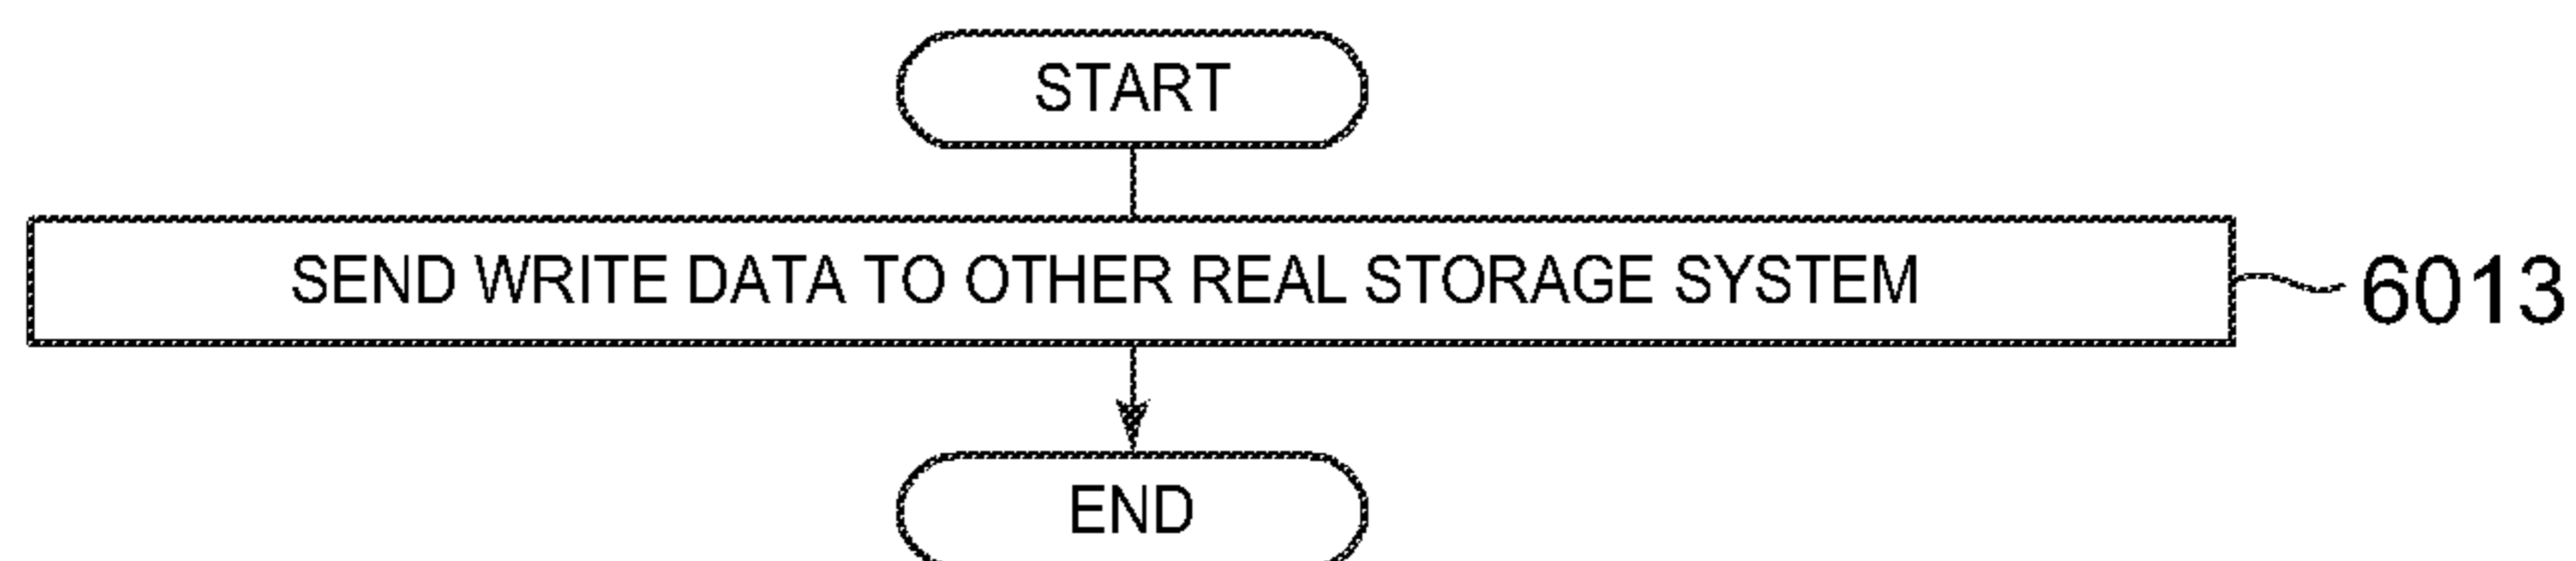 START
SEND WRITE DATA TO OTHER REAL STORAGE SYSTEM
6013
END